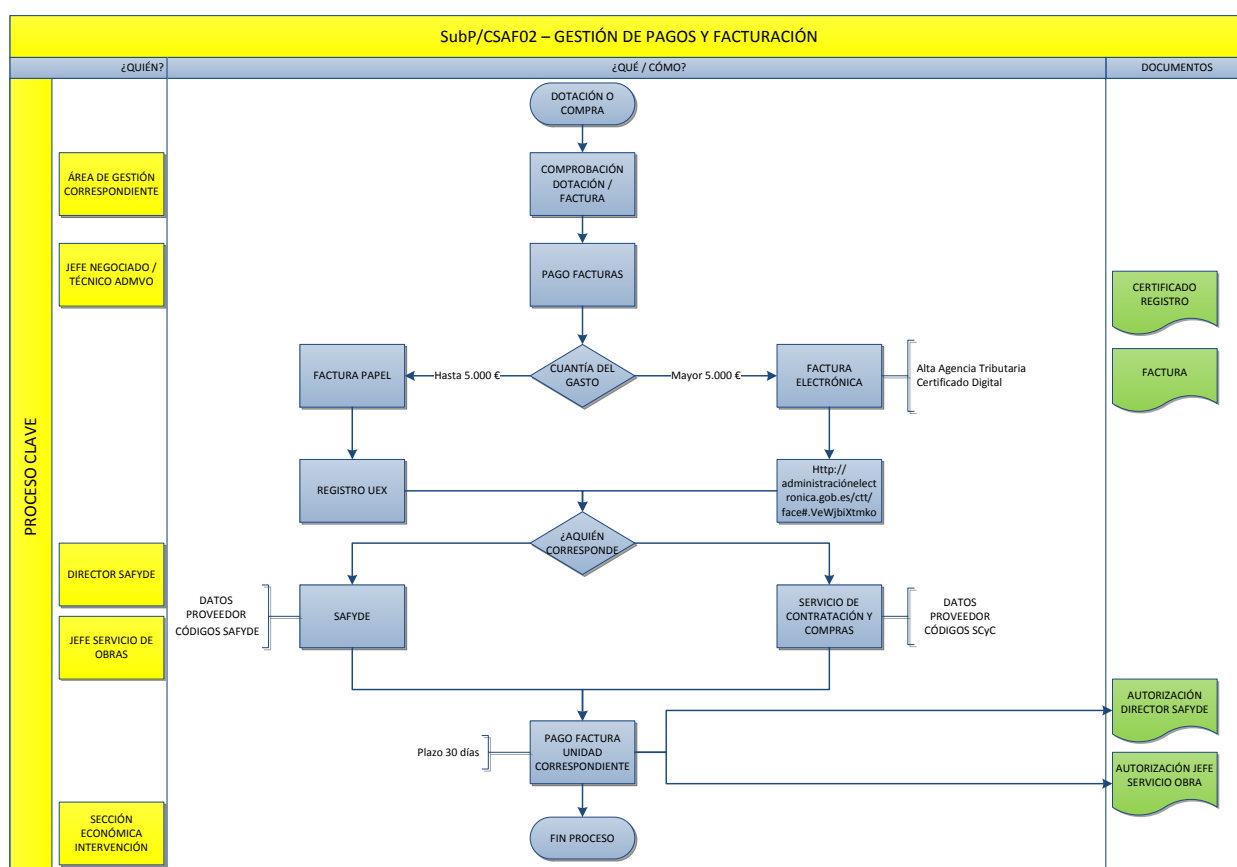 SubP/CSAF02 – GESTIÓN DE PAGOS Y FACTURACIÓN
¿QUIÉN?
¿QUÉ / CÓMO?
DOCUMENTOS
PROCESO CLAVE
DOTACIÓN O
COMPRA
ÁREA DE GESTIÓN
CORRESPONDIENTE
COMPROBACIÓN
DOTACIÓN /
FACTURA
JEFE NEGOCIADO /
TÉCNICO ADMVO
PAGO FACTURAS
CERTIFICADO
REGISTRO
FACTURA PAPEL
Hasta 5.000 €
CUANTÍA DEL
GASTO
Mayor 5.000 €
FACTURA
ELECTRÓNICA
Alta Agencia Tributaria
Certificado Digital
FACTURA
REGISTRO UEX
Http://
administraciónelect
ronica.gob.es/ctt/
face#.VeWjbiXtmko
¿AQUIÉN
CORRESPONDE
DIRECTOR SAFYDE
DATOS
PROVEEDOR
CÓDIGOS SAFYDE
SAFYDE
SERVICIO DE
CONTRATACIÓN Y
COMPRAS
DATOS
PROVEEDOR
CÓDIGOS SCyC
JEFE SERVICIO DE
OBRAS
AUTORIZACIÓN
DIRECTOR SAFYDE
Plazo 30 días
PAGO FACTURA
UNIDAD
CORRESPONDIENTE
AUTORIZACIÓN JEFE
SERVICIO OBRA
SECCIÓN
ECONÓMICA
INTERVENCIÓN
FIN PROCESO